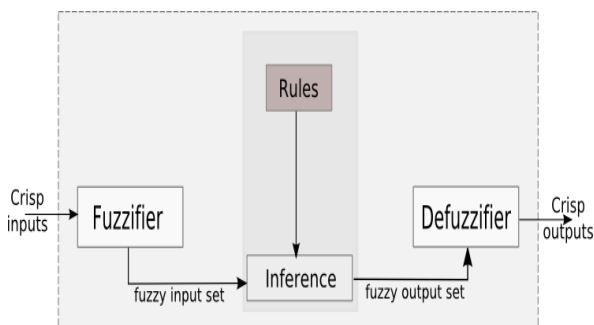 Rules
Crisp
inputs
Fuzzifier
Defuzzifier
Crisp
outputs
Inference
fuzzy input set
fuzzy output set